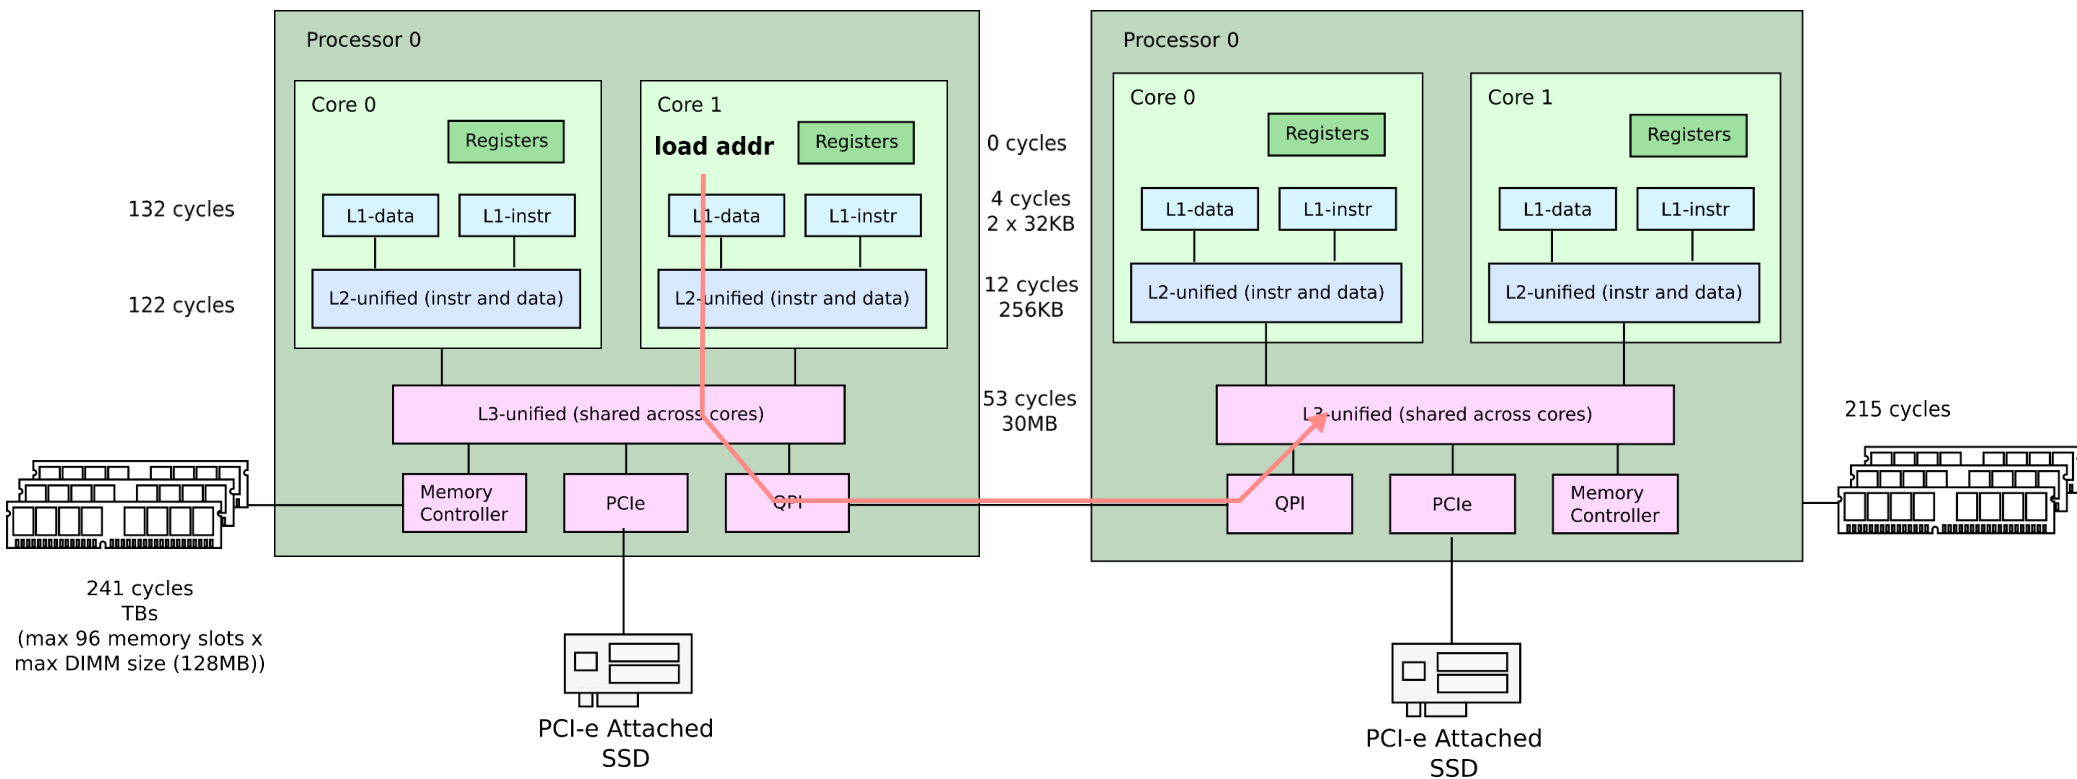 Processor 0
Core 0
Registers
L1-data
L1-instr
L2-unified (instr and data)
Core 1
load addr
Registers
L1-data
L1-instr
L2-unified (instr and data)
L3-unified (shared across cores)
Memory
Controller
PCIe
QPI
132 cycles
122 cycles
241 cycles
TBs
(max 96 memory slots x
max DIMM size (128MB))
PCI-e Attached
SSD
0 cycles
4 cycles
2 x 32KB
12 cycles
256KB
53 cycles
30MB
Processor 0
Core 0
Registers
L1-data
L1-instr
L2-unified (instr and data)
Core 1
Registers
L1-data
L1-instr
L2-unified (instr and data)
L3-unified (shared across cores)
QPI
PCIe
Memory
Controller
215 cycles
PCI-e Attached
SSD